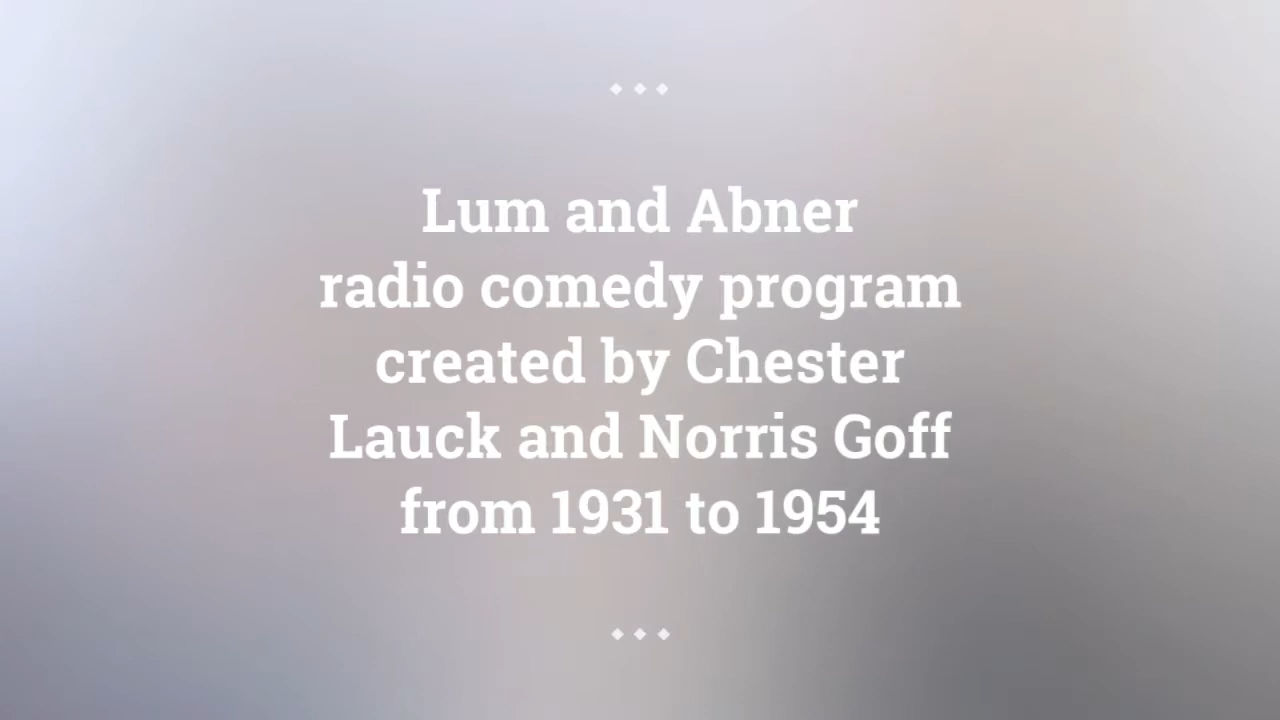 Lum and Abner
radio comedy program
created by Chester
Lauck and Norris Goff
from 1931 to 1954